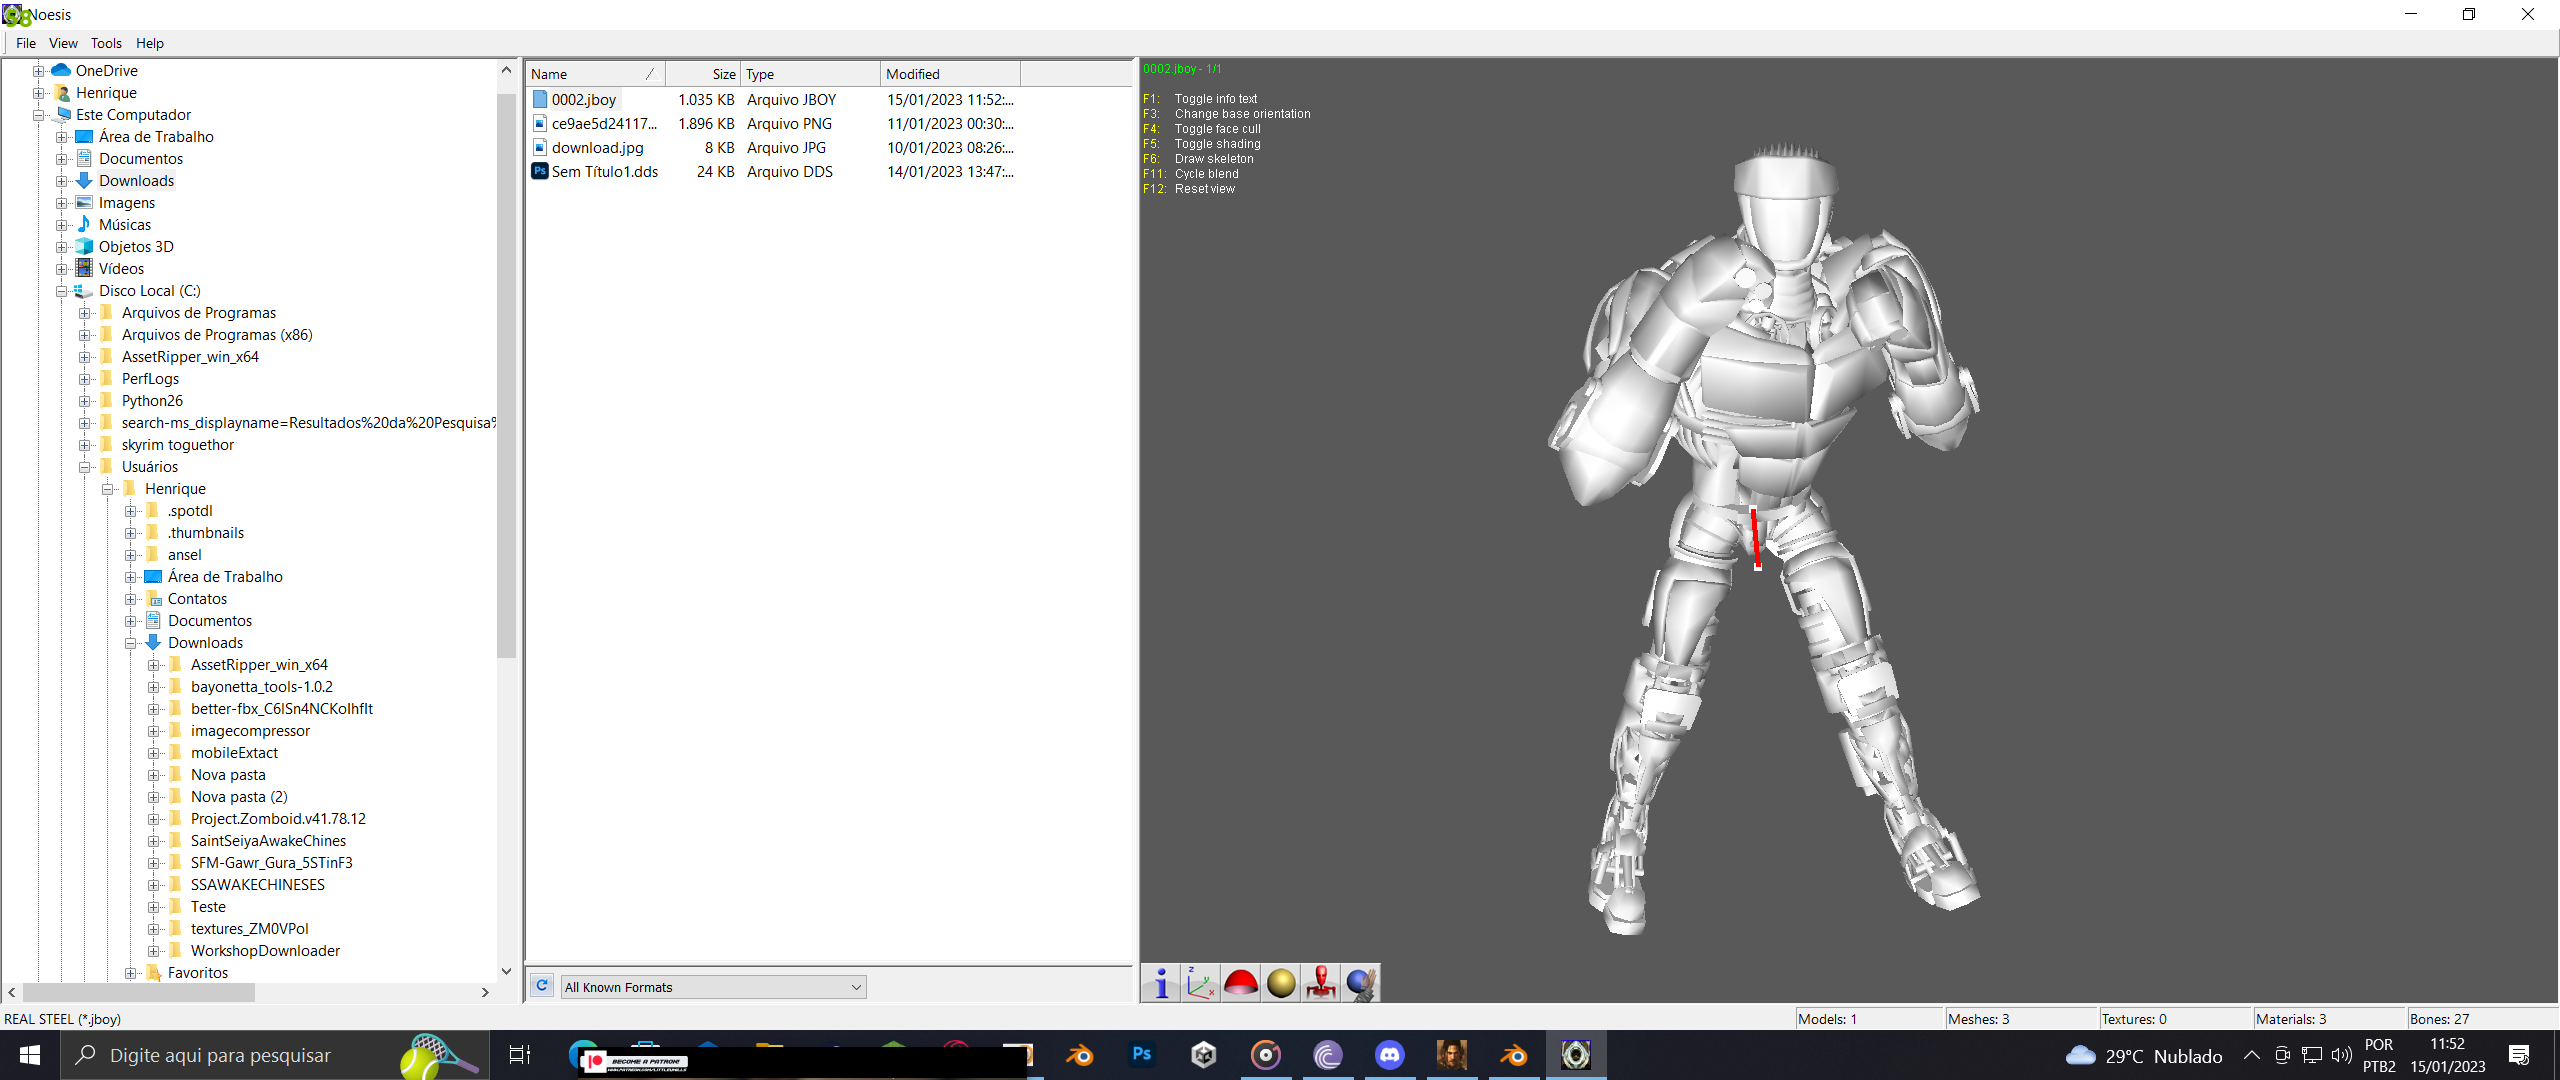 Noesis
File View Tools Help
OneDrive
Henrique
Este Computador
Área de Trabalho
Documentos
Downloads
Imagens
Músicas
Objetos 3D
Vídeos
Disco Local (C:)
Arquivos de Programas
Arquivos de Programas (x86)
AssetRipper_win_x64
PerfLogs
Python26
search-ms_displayname=Resultados%20da%20Pesquisa%
skyrim toguethor
Usuários
Henrique
.spotdl
.thumbnails
ansel
Área de Trabalho
Contatos
Documentos
Downloads
AssetRipper_win_x64
bayonetta_tools-1.0.2
better-fbx_C6lSn4NCKoIhfIt
imagecompressor
mobileExtact
Nova pasta
Nova pasta (2)
Project.Zomboid.v41.78.12
SaintSeiyaAwakeChines
SFM-Gawr_Gura_5STinF3
SSAWAKECHINESES
Teste
textures_ZM0VPol
WorkshopDownloader
Favoritos
Name Size Type Modified
0002.jboy 1.035 KB Arquivo JBOY 15/01/2023 11:52:...
ce9ae5d24117... 1.896 KB Arquivo PNG 11/01/2023 00:30:...
download.jpg 8 KB Arquivo JPG 10/01/2023 08:26:...
Sem Título1.dds 24 KB Arquivo DDS 14/01/2023 13:47:...
All Known Formats
0002.jboy - 1/1
F1: Toggle info text
F3: Change base orientation
F4: Toggle face cull
F5: Toggle shading
F6: Draw skeleton
F11: Cycle blend
F12: Reset view
REAL STEEL (*.jboy)
Models: 1 Meshes: 3 Textures: 0 Materials: 3 Bones: 27
Digite aqui para pesquisar
BECOME A PATRON!
29°C Nublado
POR
PTB2
11:52
15/01/2023